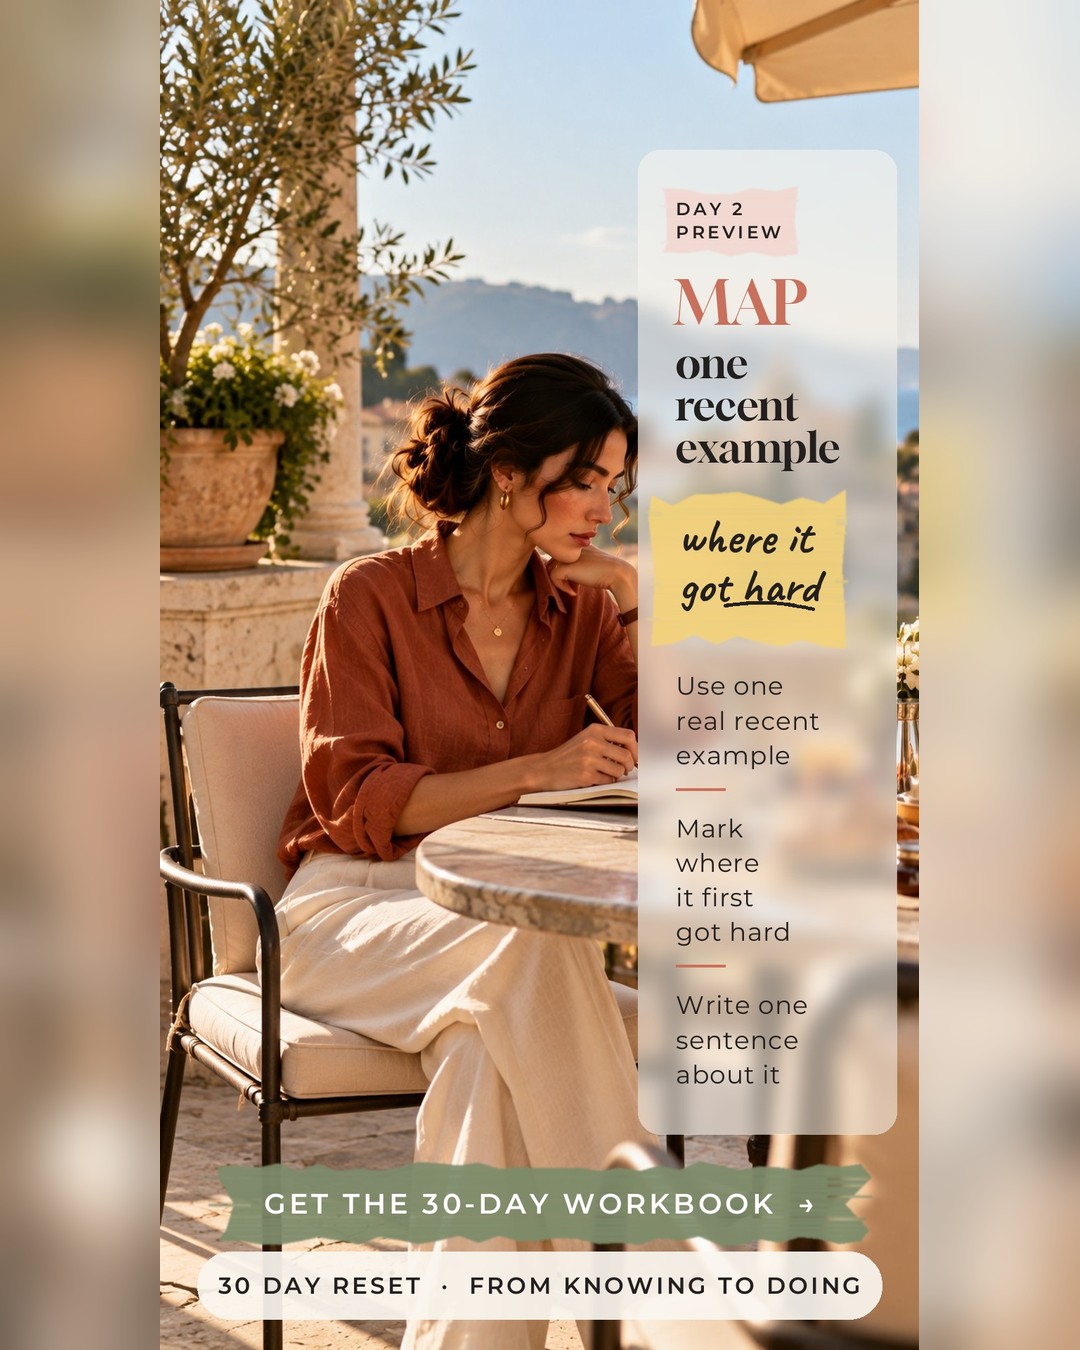 DAY 2
PREVIEW
MAP
one
recent
example
where it
got hard
Use one
real recent
example
Mark
where
it first
got hard
Write one
sentence
about it
GET THE 30-DAY WORKBOOK →
30 DAY RESET · FROM KNOWING TO DOING